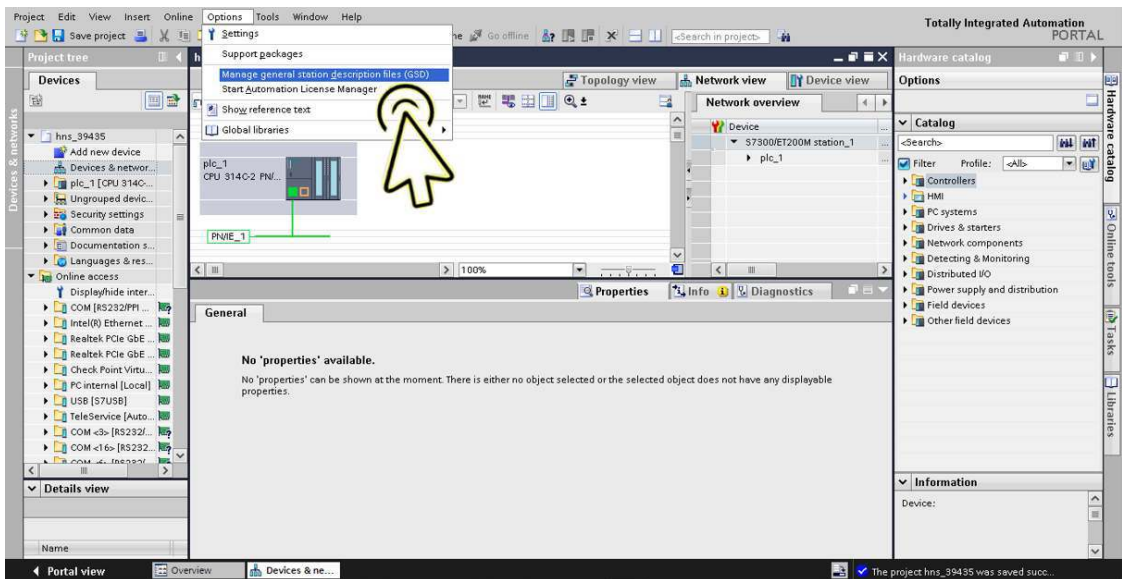 Project Edit View Insert Online Options Tools Window Help
Totally Integrated Automation
PORTAL
Save project
Go offline
<Search in project>
Settings
Support packages
Manage general station description files (GSD)
Start Automation License Manager
Show reference text
Global libraries
Project tree
Hardware catalog
Devices
Topology view
Network view
Device view
Options
Network overview
Device
S7300/ET200M station_1
plc_1
Catalog
<Search>
Filter
Profile:
<All>
Controllers
HMI
PC systems
Drives & starters
Network components
Detecting & Monitoring
Distributed I/O
Power supply and distribution
Field devices
Other field devices
hns_39435
Add new device
Devices & networ...
plc_1 [CPU 314C-...
Ungrouped devic...
Security settings
Common data
Documentation s...
Languages & res...
Online access
Display/hide inter...
COM [RS232/PPI ...
Intel(R) Ethernet ...
Realtek PCIe GbE ...
Realtek PCIe GbE ...
Check Point Virtu...
PC internal [Local]
USB [S7USB]
TeleService [Auto...
COM <3> [RS232/...
COM <16> [RS232...
plc_1
CPU 314C-2 PN/...
PN/IE_1
100%
Properties
Info
Diagnostics
General
No 'properties' available.
No 'properties' can be shown at the moment. There is either no object selected or the selected object does not have any displayable
properties.
Details view
Name
Information
Device:
Devices & networks
Hardware catalog
Online tools
Tasks
Libraries
Portal view
Overview
Devices & ne...
The project hns_39435 was saved succ...